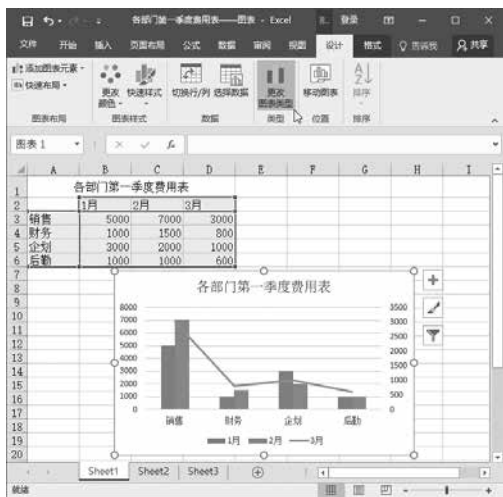 各部门第一季度费用表——图表 - Excel 登录
文件 开始 插入 页面布局 公式 数据 审阅 视图 设计 格式 告诉我 共享
添加图表元素
快速布局
更改颜色 快速样式 切换行/列 选择数据 更改图表类型 移动图表 排序
图表布局 图表样式 数据 类型 位置 排序
图表 1 fx
A B C D E F G H I
1 各部门第一季度费用表
2 1月 2月 3月
3 销售 5000 7000 3000
4 财务 1000 1500 800
5 企划 3000 2000 1000
6 后勤 1000 1000 600
7
8
9
10
11
12
13
14
15
16
17
18
19
20
各部门第一季度费用表
8000 3500
7000 3000
6000 2500
5000 2000
4000 1500
3000 1000
2000 500
1000 0
0
销售 财务 企划 后勤
1月 2月 3月
Sheet1 Sheet2 Sheet3
就绪